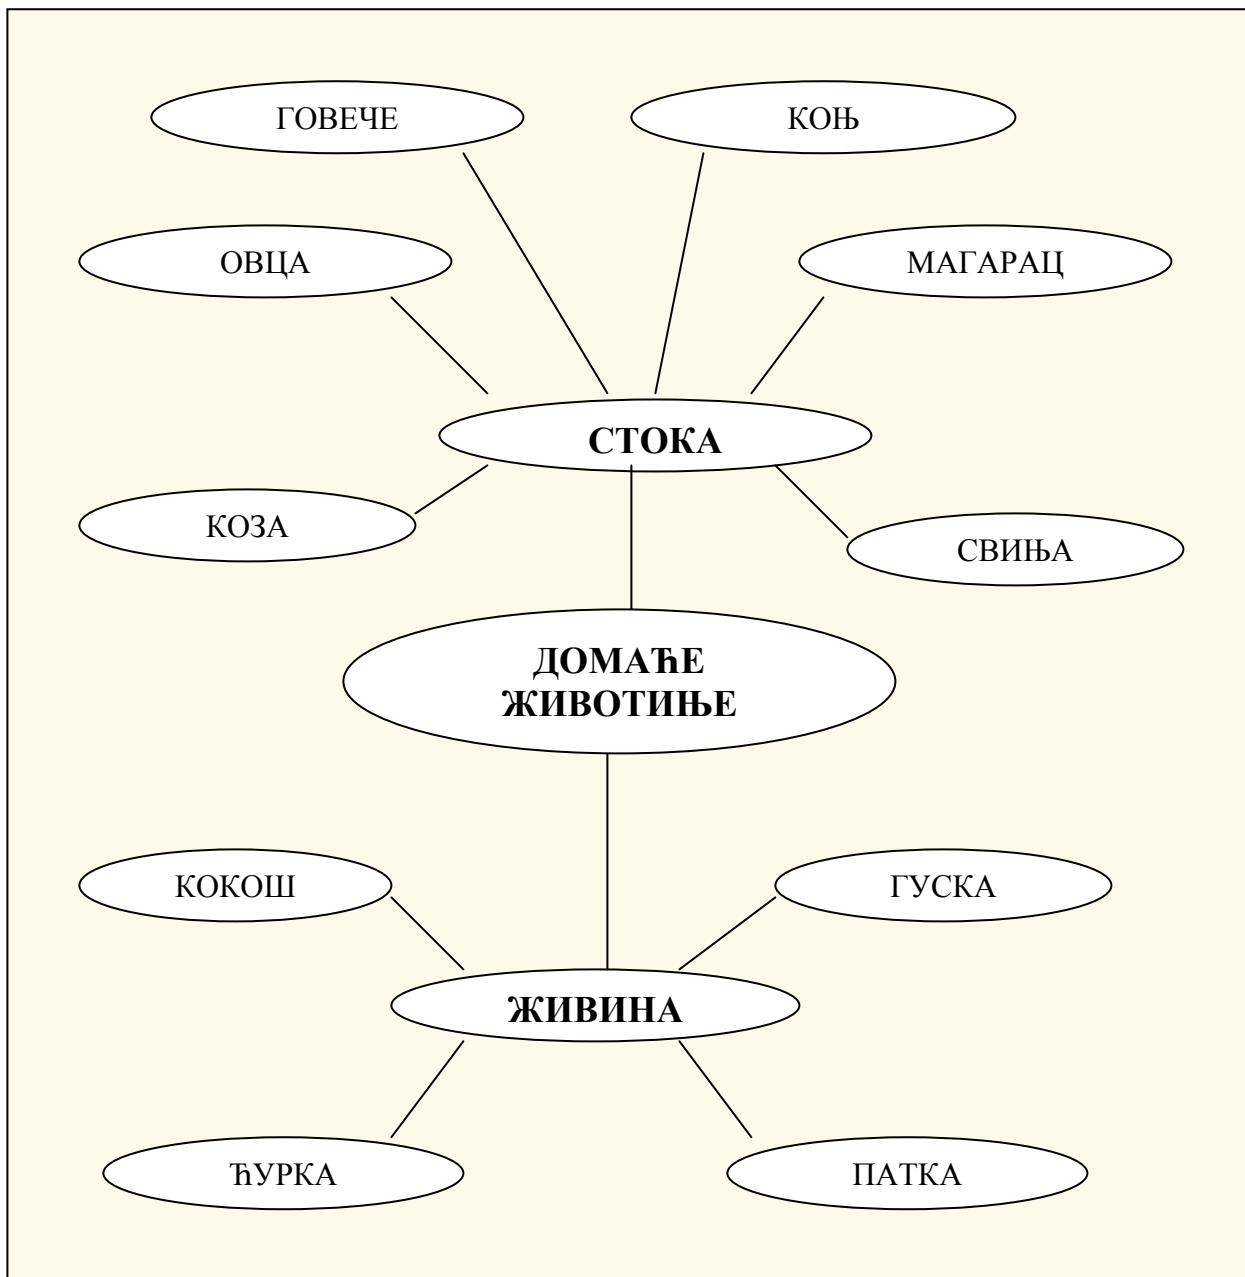 ГОВЕЧЕ
КОЊ
ОВЦА
МАГАРАЦ
СТОКА
КОЗА
СВИЊА
ДОМАЋЕ
ЖИВОТИЊЕ
КОКОШ
ГУСКА
ЖИВИНА
ЋУРКА
ПАТКА